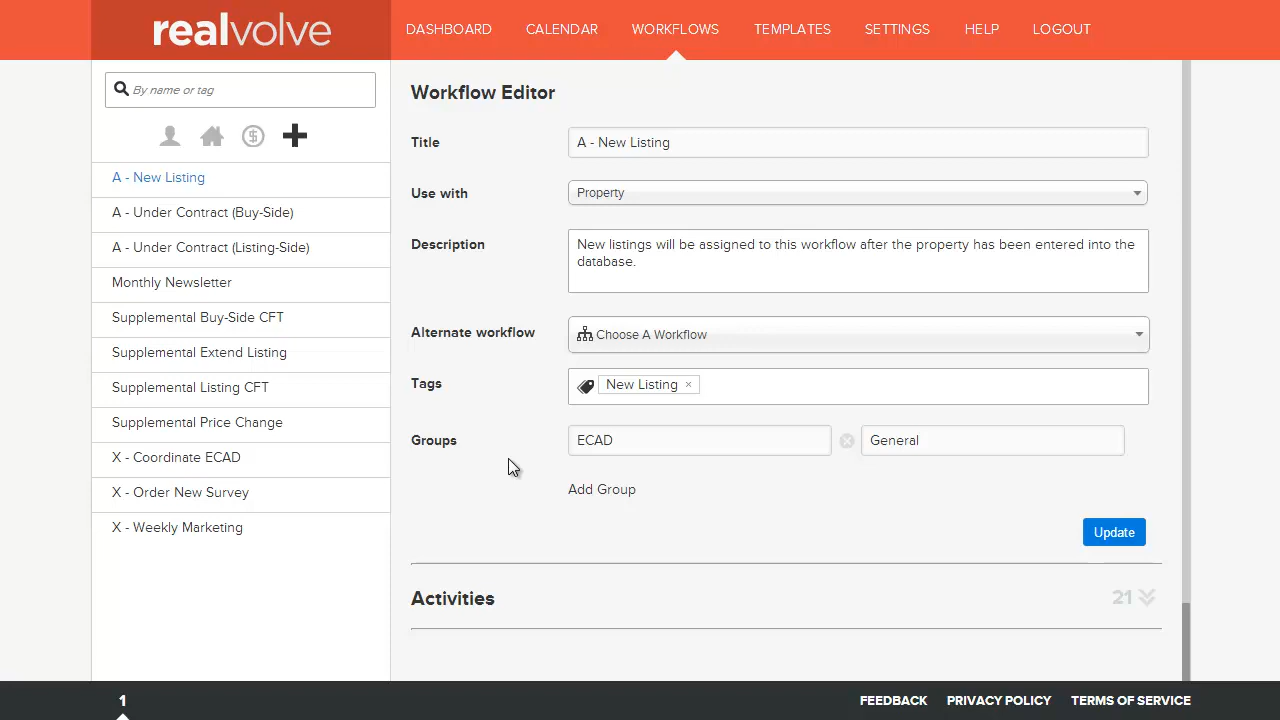 realvolve
DASHBOARD CALENDAR WORKFLOWS TEMPLATES SETTINGS HELP LOGOUT
By name or tag
$
A - New Listing
A - Under Contract (Buy-Side)
A - Under Contract (Listing-Side)
Monthly Newsletter
Supplemental Buy-Side CFT
Supplemental Extend Listing
Supplemental Listing CFT
Supplemental Price Change
X - Coordinate ECAD
X - Order New Survey
X - Weekly Marketing
Workflow Editor
Title A - New Listing
Use with Property
Description New listings will be assigned to this workflow after the property has been entered into the
database.
Alternate workflow Choose A Workflow
Tags New Listing ×
Groups ECAD General
Add Group
Update
Activities 21
1
FEEDBACK PRIVACY POLICY TERMS OF SERVICE